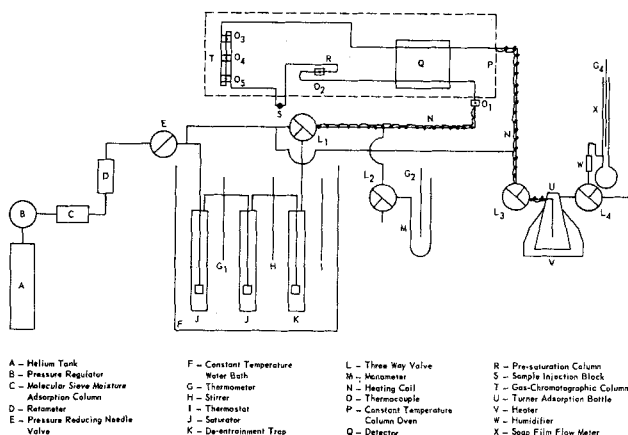 O3
O4
O5
T
R
O2
Q
P
G4
S
O1
E
N
L1
N
X
W
D
L2
G2
B
C
M
L3
U
L4
A
G1
H
I
V
J
J
K
F
A – Helium Tank
B – Pressure Regulator
C – Molecular Sieve Moisture
Adsorption Column
D – Rotameter
E – Pressure Reducing Needle
Valve
F – Constant Temperature
Water Bath
G – Thermometer
H – Stirrer
I – Thermostat
J – Saturator
K – De-entrainment Trap
L – Three Way Valve
M – Manometer
N – Heating Coil
O – Thermocouple
P – Constant Temperature
Column Oven
Q – Detector
R – Pre-saturation Column
S – Sample Injection Block
T – Gas-Chromatographic Column
U – Turner Adsorption Bottle
V – Heater
W – Humidifier
X – Soap Film Flow Meter